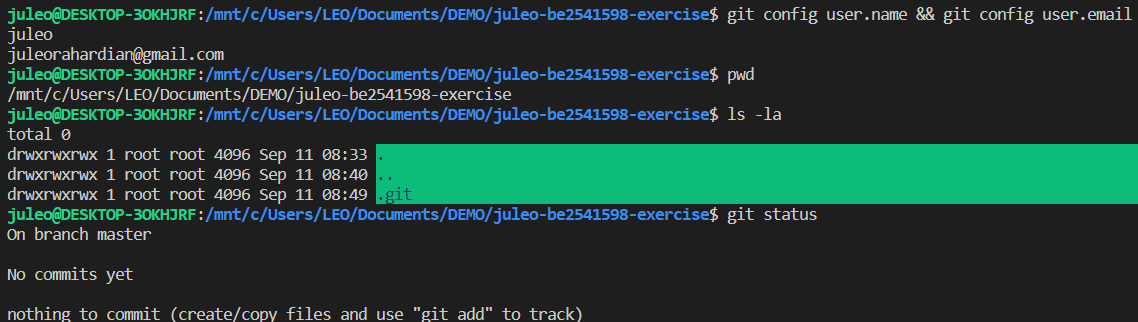 juleo@DESKTOP-3OKHJRF:/mnt/c/Users/LEO/Documents/DEMO/juleo-be2541598-exercise$ git config user.name && git config user.email
juleo
juleorahardian@gmail.com
juleo@DESKTOP-3OKHJRF:/mnt/c/Users/LEO/Documents/DEMO/juleo-be2541598-exercise$ pwd
/mnt/c/Users/LEO/Documents/DEMO/juleo-be2541598-exercise
juleo@DESKTOP-3OKHJRF:/mnt/c/Users/LEO/Documents/DEMO/juleo-be2541598-exercise$ ls -la
total 0
drwxrwxrwx 1 root root 4096 Sep 11 08:33 .
drwxrwxrwx 1 root root 4096 Sep 11 08:40 ..
drwxrwxrwx 1 root root 4096 Sep 11 08:49 .git
juleo@DESKTOP-3OKHJRF:/mnt/c/Users/LEO/Documents/DEMO/juleo-be2541598-exercise$ git status
On branch master
No commits yet
nothing to commit (create/copy files and use "git add" to track)